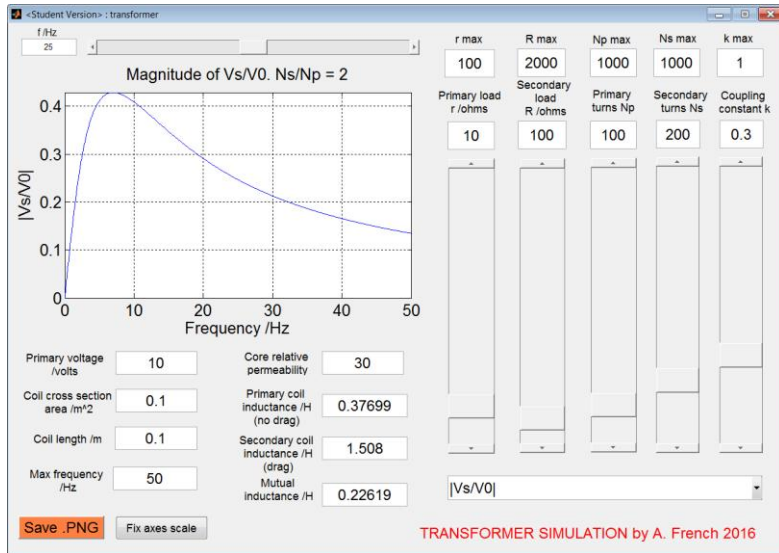 <Student Version> : transformer
f /Hz
25
Magnitude of Vs/V0. Ns/Np = 2
|Vs/V0|
0.4
0.3
0.2
0.1
0
0 10 20 30 40 50
Frequency /Hz
r max R max Np max Ns max k max
100 2000 1000 1000 1
Primary load
r /ohms
Secondary
load
R /ohms
Primary
turns Np
Secondary
turns Ns
Coupling
constant k
10 100 100 200 0.3
Primary voltage
/volts
10
Coil cross section
area /m^2
0.1
Coil length /m
0.1
Max frequency
/Hz
50
Core relative
permeability
30
Primary coil
inductance /H
(no drag)
0.37699
Secondary coil
inductance /H
(drag)
1.508
Mutual
inductance /H
0.22619
|Vs/V0|
Save .PNG
Fix axes scale
TRANSFORMER SIMULATION by A. French 2016